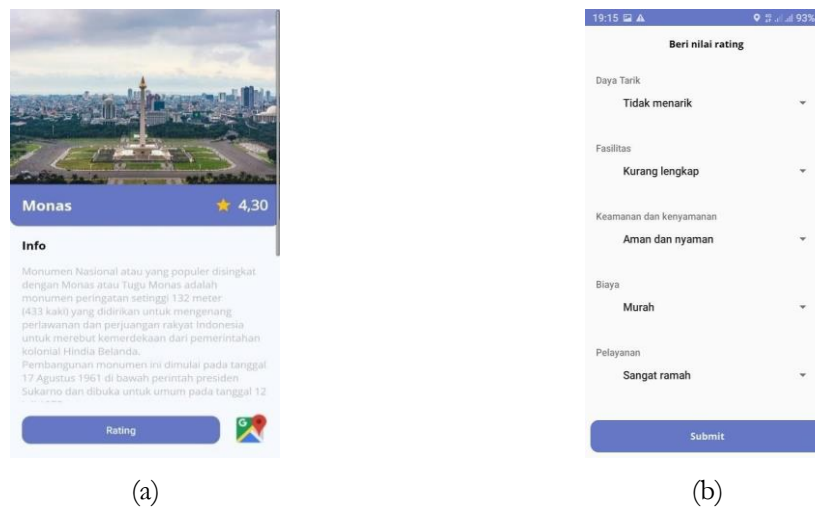 Monas
4,30
Info
Monumen Nasional atau yang populer disingkat
dengan Monas atau Tugu Monas adalah
monumen peringatan setinggi 132 meter
(433 kaki) yang didirikan untuk mengenang
perlawanan dan perjuangan rakyat Indonesia
untuk merebut kemerdekaan dari pemerintahan
kolonial Hindia Belanda.
Pembangunan monumen ini dimulai pada tanggal
17 Agustus 1961 di bawah perintah presiden
Sukarno dan dibuka untuk umum pada tanggal 12
Rating
G
(a)
19:15
93%
Beri nilai rating
Daya Tarik
Tidak menarik
Fasilitas
Kurang lengkap
Keamanan dan kenyamanan
Aman dan nyaman
Biaya
Murah
Pelayanan
Sangat ramah
Submit
(b)